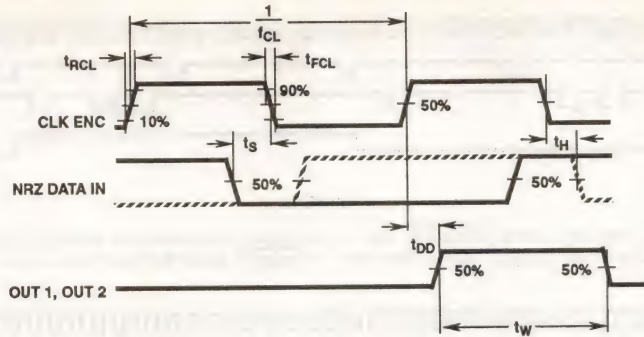 1
fCL
tRCL
tFCL
90%
50%
CLK ENC
10%
tS
tH
NRZ DATA IN
50%
50%
tDD
50%
50%
OUT 1, OUT 2
tW